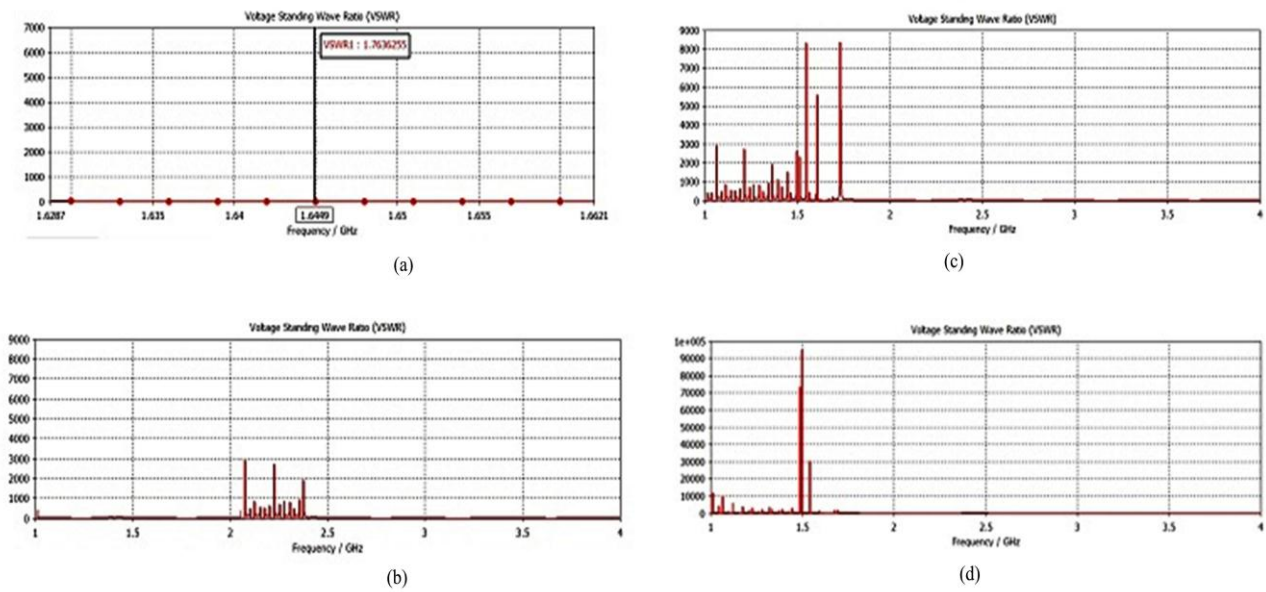 Voltage Standing Wave Ratio (VSWR)
7000
6000
5000
4000
3000
2000
1000
0
VSWR1 : 1.7636255
1.6287 1.635 1.64 1.6449 1.65 1.655 1.6621
Frequency / GHz
(a)
Voltage Standing Wave Ratio (VSWR)
9000
8000
7000
6000
5000
4000
3000
2000
1000
0
1 1.5 2 2.5 3 3.5 4
Frequency / GHz
(c)
Voltage Standing Wave Ratio (VSWR)
9000
8000
7000
6000
5000
4000
3000
2000
1000
0
1 1.5 2 2.5 3 3.5 4
Frequency / GHz
(b)
Voltage Standing Wave Ratio (VSWR)
1e+005
90000
80000
70000
60000
50000
40000
30000
20000
10000
0
1 1.5 2 2.5 3 3.5 4
Frequency / GHz
(d)